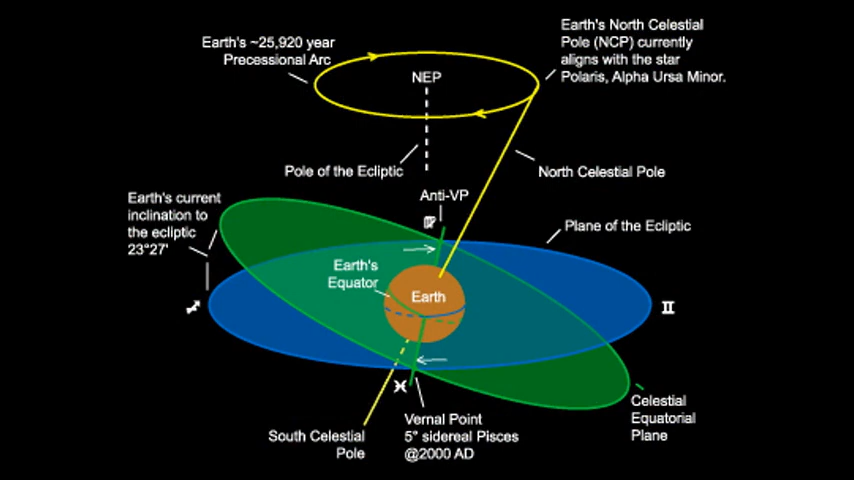 Earth's North Celestial
Pole (NCP) currently
aligns with the star
Polaris, Alpha Ursa Minor.
Earth's ~25,920 year
Precessional Arc
NEP
Pole of the Ecliptic
North Celestial Pole
Anti-VP
Earth's current
inclination to
the ecliptic
23°27'
Plane of the Ecliptic
Earth's
Equator
Earth
♊
♓
Vernal Point
5° sidereal Pisces
@2000 AD
South Celestial
Pole
Celestial
Equatorial
Plane